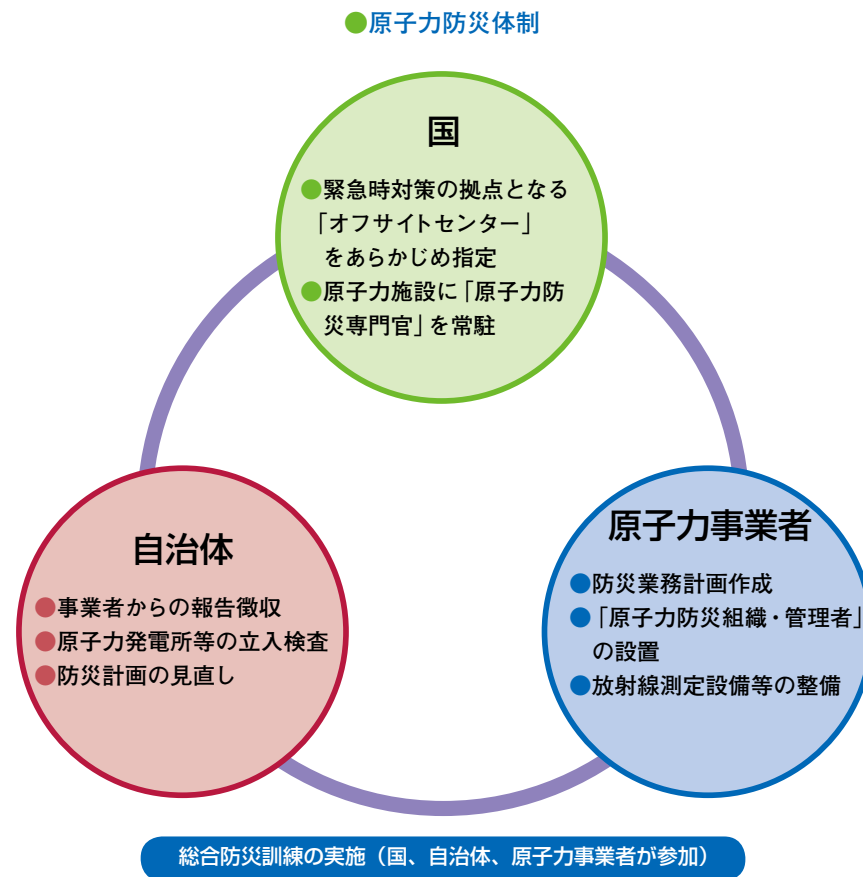 ●原子力防災体制
国
●緊急時対策の拠点となる
「オフサイトセンター」
をあらかじめ指定
●原子力施設に「原子力防
災専門官」を常駐
自治体
●事業者からの報告徴収
●原子力発電所等の立入検査
●防災計画の見直し
原子力事業者
●防災業務計画作成
●「原子力防災組織・管理者」
の設置
●放射線測定設備等の整備
総合防災訓練の実施（国、自治体、原子力事業者が参加）